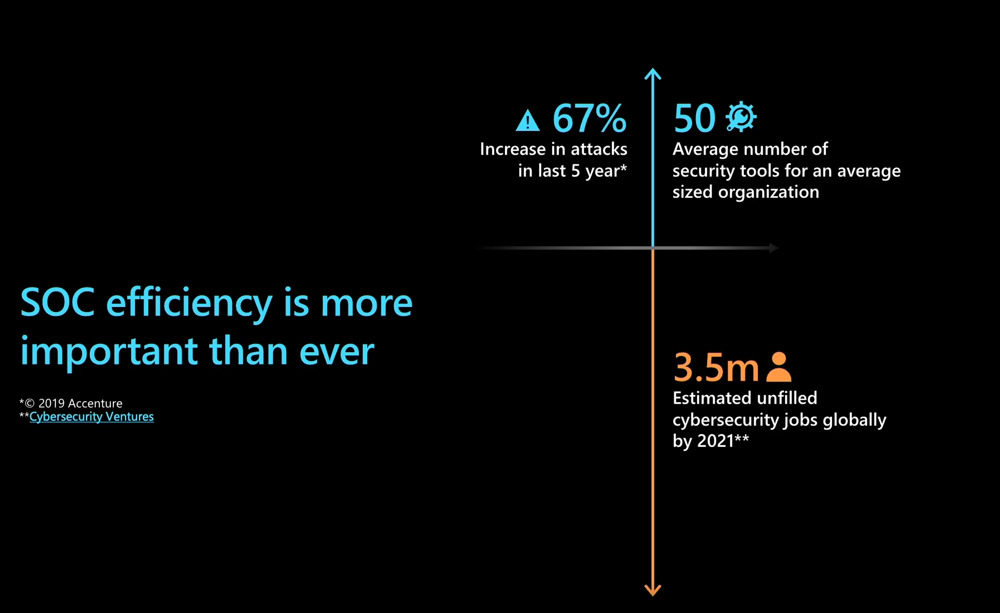 SOC efficiency is more
important than ever
*© 2019 Accenture
**Cybersecurity Ventures
67%
Increase in attacks
in last 5 year*
50
Average number of
security tools for an average
sized organization
3.5m
Estimated unfilled
cybersecurity jobs globally
by 2021**